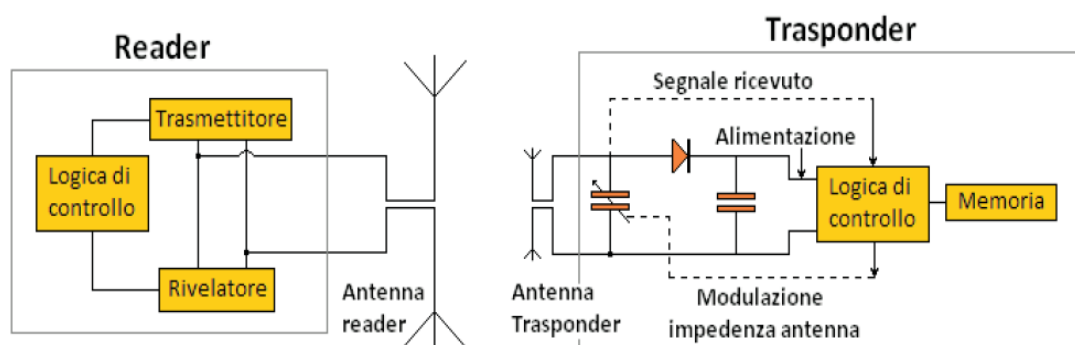 Reader
Trasmettitore
Logica di
controllo
Rivelatore
Antenna
reader
Trasponder
Segnale ricevuto
Alimentazione
Logica di
controllo
Memoria
Antenna
Trasponder
Modulazione
impedenza antenna